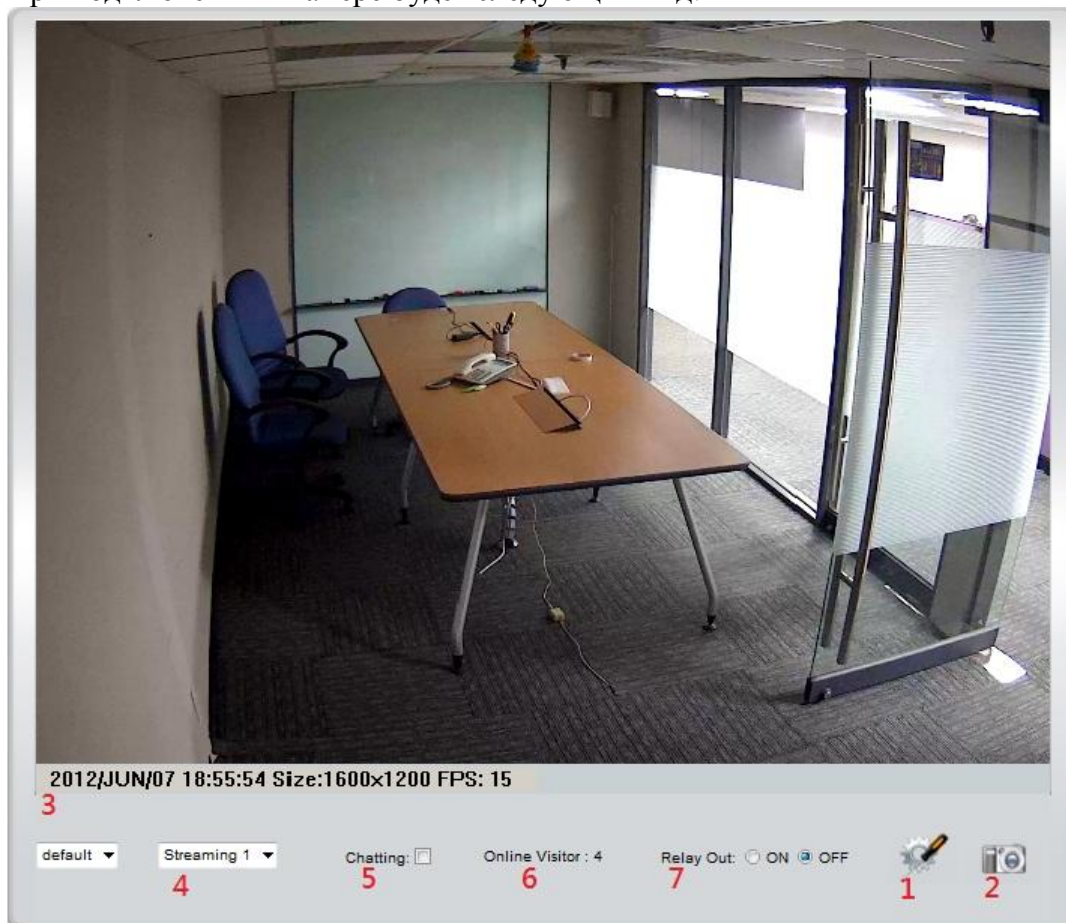 2012/JUN/07 18:55:54 Size:1600x1200 FPS: 15
3
default Streaming 1 Chatting: Online Visitor : 4 Relay Out: ON OFF
4 5 6 7 1 2